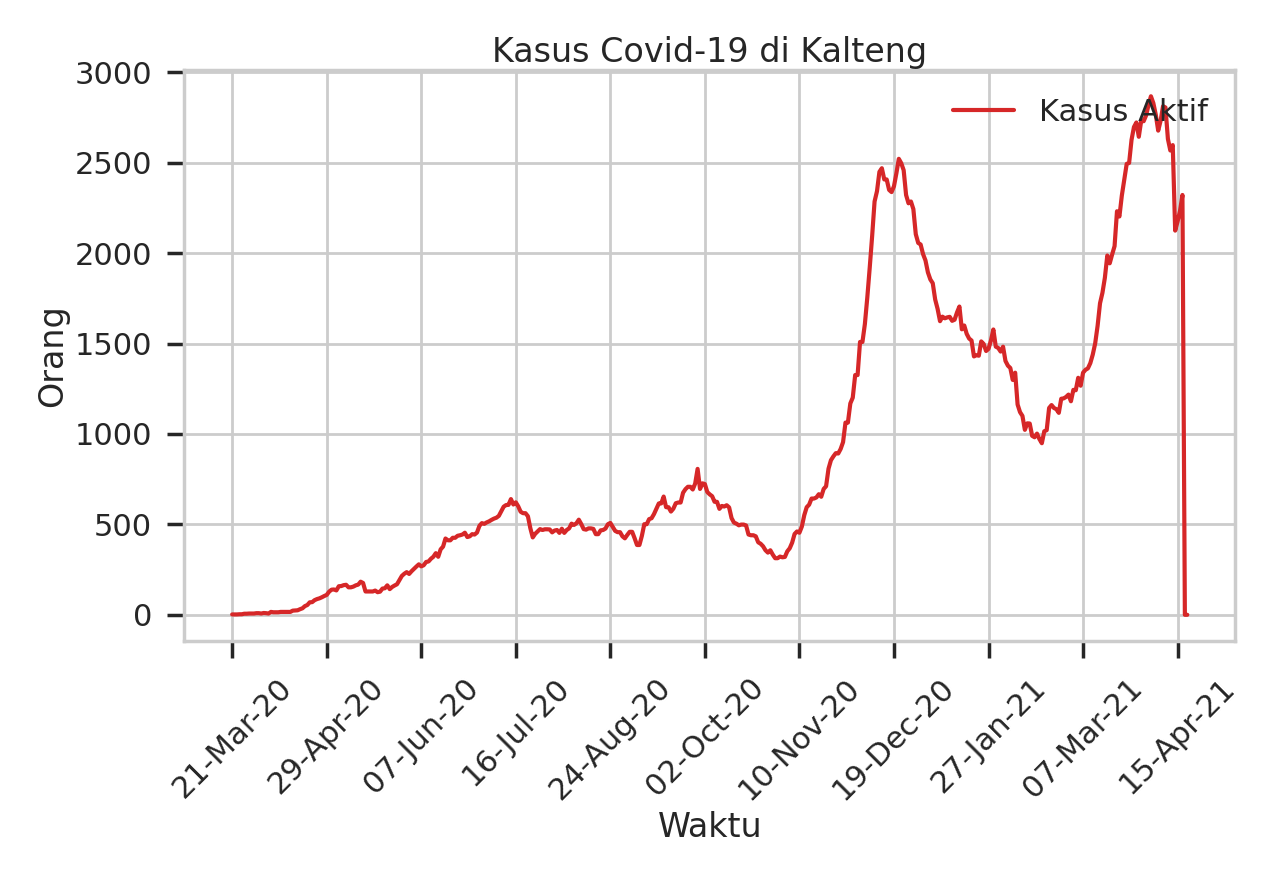 Kasus Covid-19 di Kalteng
Kasus Aktif
Orang
3000
2500
2000
1500
1000
500
0
21-Mar-20
29-Apr-20
07-Jun-20
16-Jul-20
24-Aug-20
02-Oct-20
10-Nov-20
19-Dec-20
27-Jan-21
07-Mar-21
15-Apr-21
Waktu